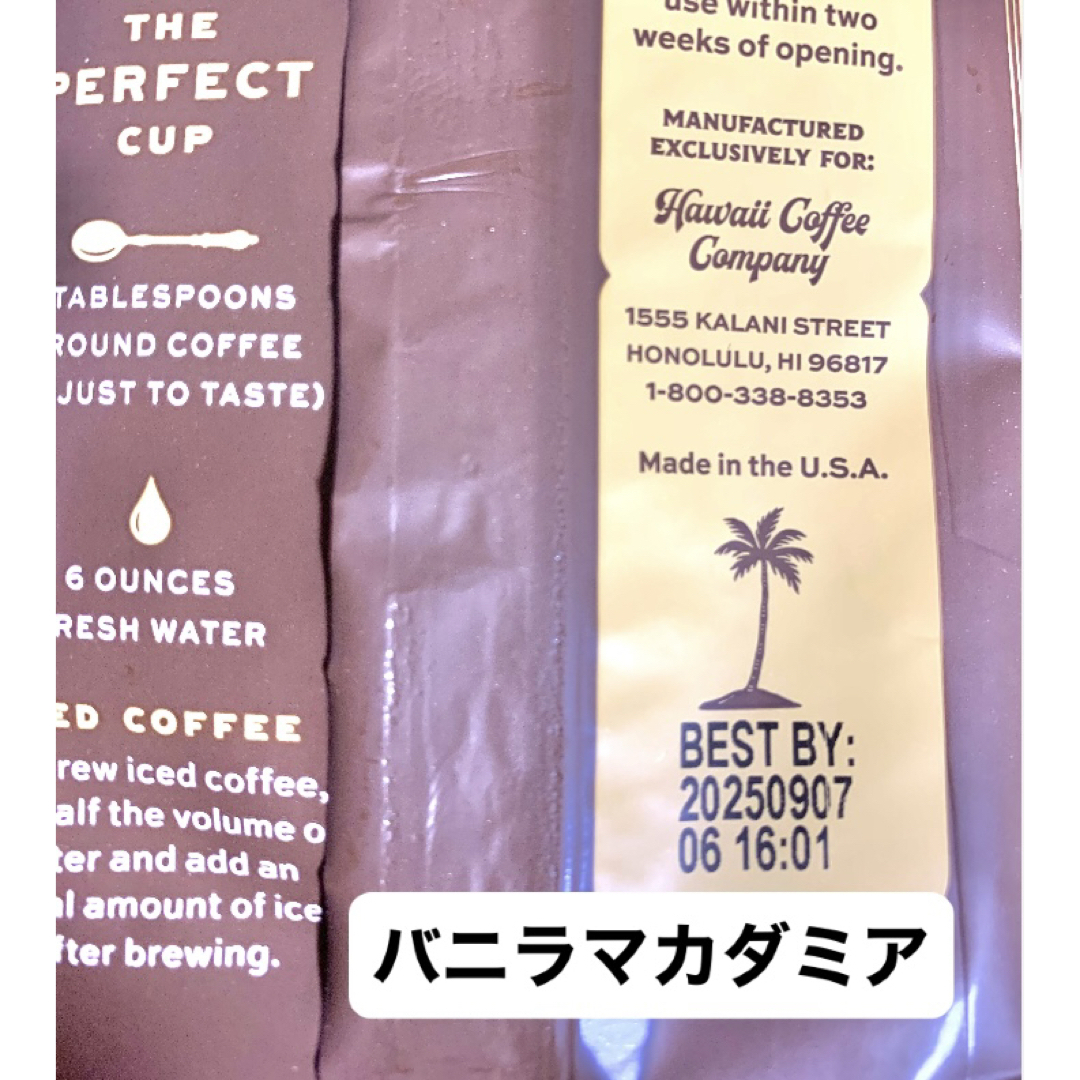 THE
PERFECT
CUP
TABLESPOONS
ROUND COFFEE
JUST TO TASTE)
6 OUNCES
RESH WATER
ED COFFEE
rew iced coffee,
alf the volume o
ter and add an
al amount of ice
fter brewing.
use within two
weeks of opening.
MANUFACTURED
EXCLUSIVELY FOR:
Hawaii Coffee
Company
1555 KALANI STREET
HONOLULU, HI 96817
1-800-338-8353
Made in the U.S.A.
BEST BY:
20250907
06 16:01
バニラマカダミア